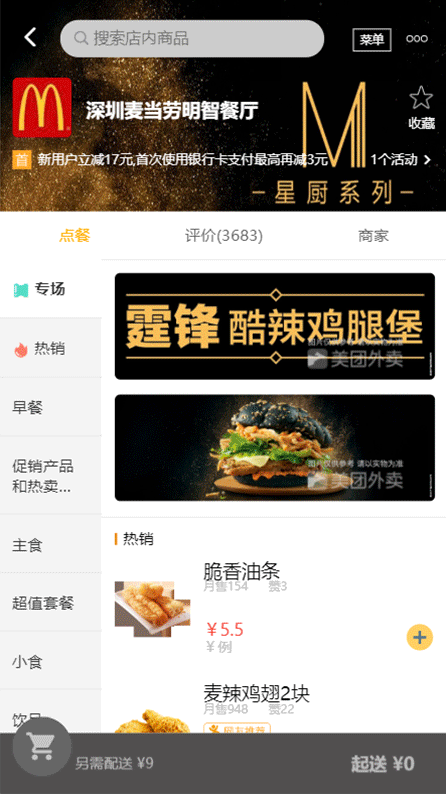 搜索店内商品
菜单
深圳麦当劳明智餐厅
收藏
首 新用户立减17元,首次使用银行卡支付最高再减3元 1个活动
星厨系列
点餐 评价(3683) 商家
专场
热销
早餐
促销产品
和热卖...
主食
超值套餐
小食
饮品
霆锋 酷辣鸡腿堡
图片仅供参考 请以实物为准
美团外卖
图片仅供参考 请以实物为准
美团外卖
热销
脆香油条
月售154 赞3
￥5.5
￥例
麦辣鸡翅2块
月售948 赞22
网友推荐
另需配送 ¥9
起送 ¥0